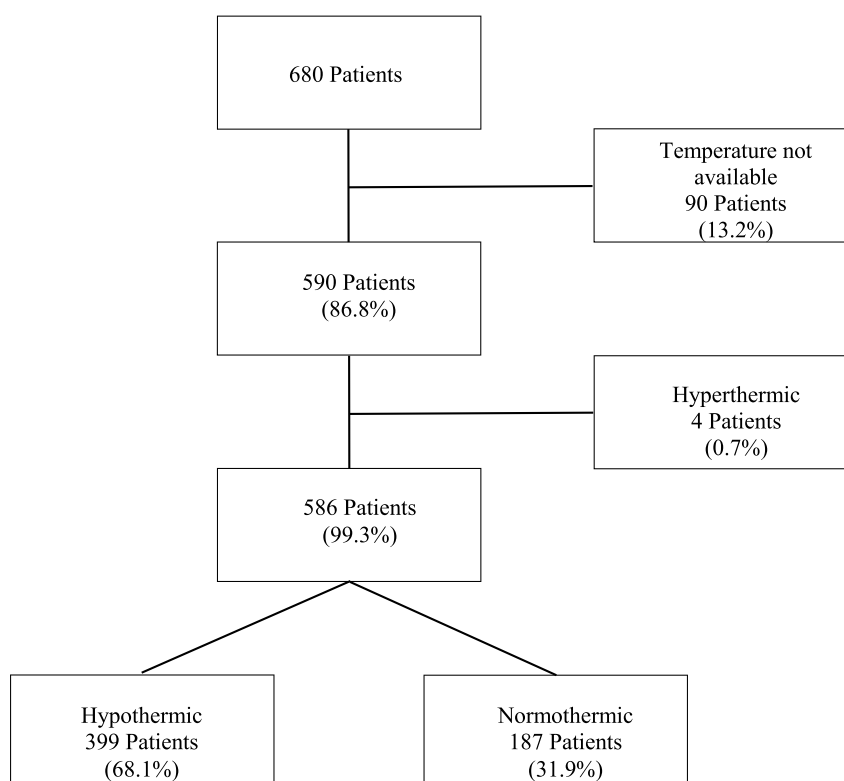 680 Patients
Temperature not
available
90 Patients
(13.2%)
590 Patients
(86.8%)
Hyperthermic
4 Patients
(0.7%)
586 Patients
(99.3%)
Hypothermic
399 Patients
(68.1%)
Normothermic
187 Patients
(31.9%)